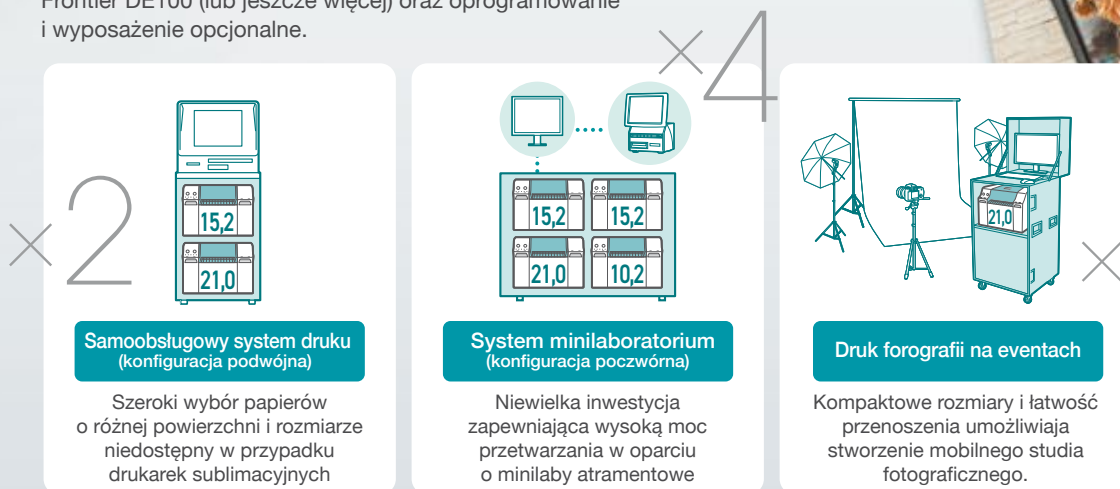 Frontier DE100 (lub jeszcze więcej) oraz oprogramowanie
i wyposażenie opcjonalne.
×2
15,2
21,0
Samoobsługowy system druku
(konfiguracja podwójna)
Szeroki wybór papierów
o różnej powierzchni i rozmiarze
niedostępny w przypadku
drukarek sublimacyjnych
×4
15,2 15,2
21,0 10,2
System minilaboratorium
(konfiguracja poczwórna)
Niewielka inwestycja
zapewniająca wysoką moc
przetwarzania w oparciu
o minilaby atramentowe
×
21,0
Druk forografii na eventach
Kompaktowe rozmiary i łatwość
przenoszenia umożliwiaja
stworzenie mobilnego studia
fotograficznego.